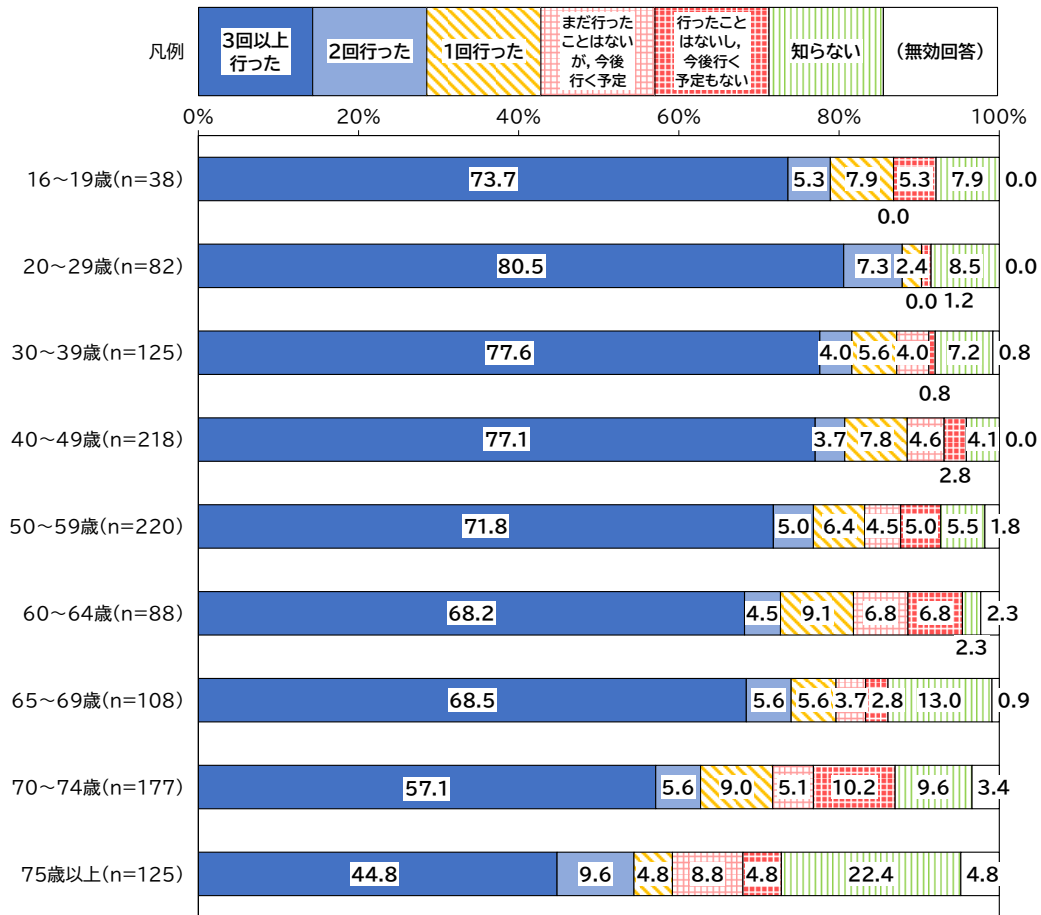 凡例
3回以上
行った
2回行った
1回行った
まだ行った
ことはない
が，今後
行く予定
行ったこと
はないし，
今後行く
予定もない
知らない
（無効回答）
0% 20% 40% 60% 80% 100%
16～19歳(n=38) 73.7 5.3 7.9 5.3 7.9 0.0
0.0
20～29歳(n=82) 80.5 7.3 2.4 8.5 0.0
0.0 1.2
30～39歳(n=125) 77.6 4.0 5.6 4.0 7.2 0.8
0.8
40～49歳(n=218) 77.1 3.7 7.8 4.6 4.1 0.0
2.8
50～59歳(n=220) 71.8 5.0 6.4 4.5 5.0 5.5 1.8
60～64歳(n=88) 68.2 4.5 9.1 6.8 6.8 2.3
2.3
65～69歳(n=108) 68.5 5.6 5.6 3.7 2.8 13.0 0.9
70～74歳(n=177) 57.1 5.6 9.0 5.1 10.2 9.6 3.4
75歳以上(n=125) 44.8 9.6 4.8 8.8 4.8 22.4 4.8